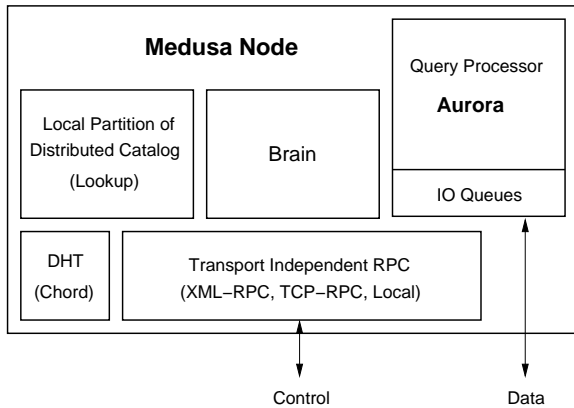 Medusa Node
Query Processor
Aurora
IO Queues
Local Partition of
Distributed Catalog
(Lookup)
Brain
DHT
(Chord)
Transport Independent RPC
(XML−RPC, TCP−RPC, Local)
Control
Data